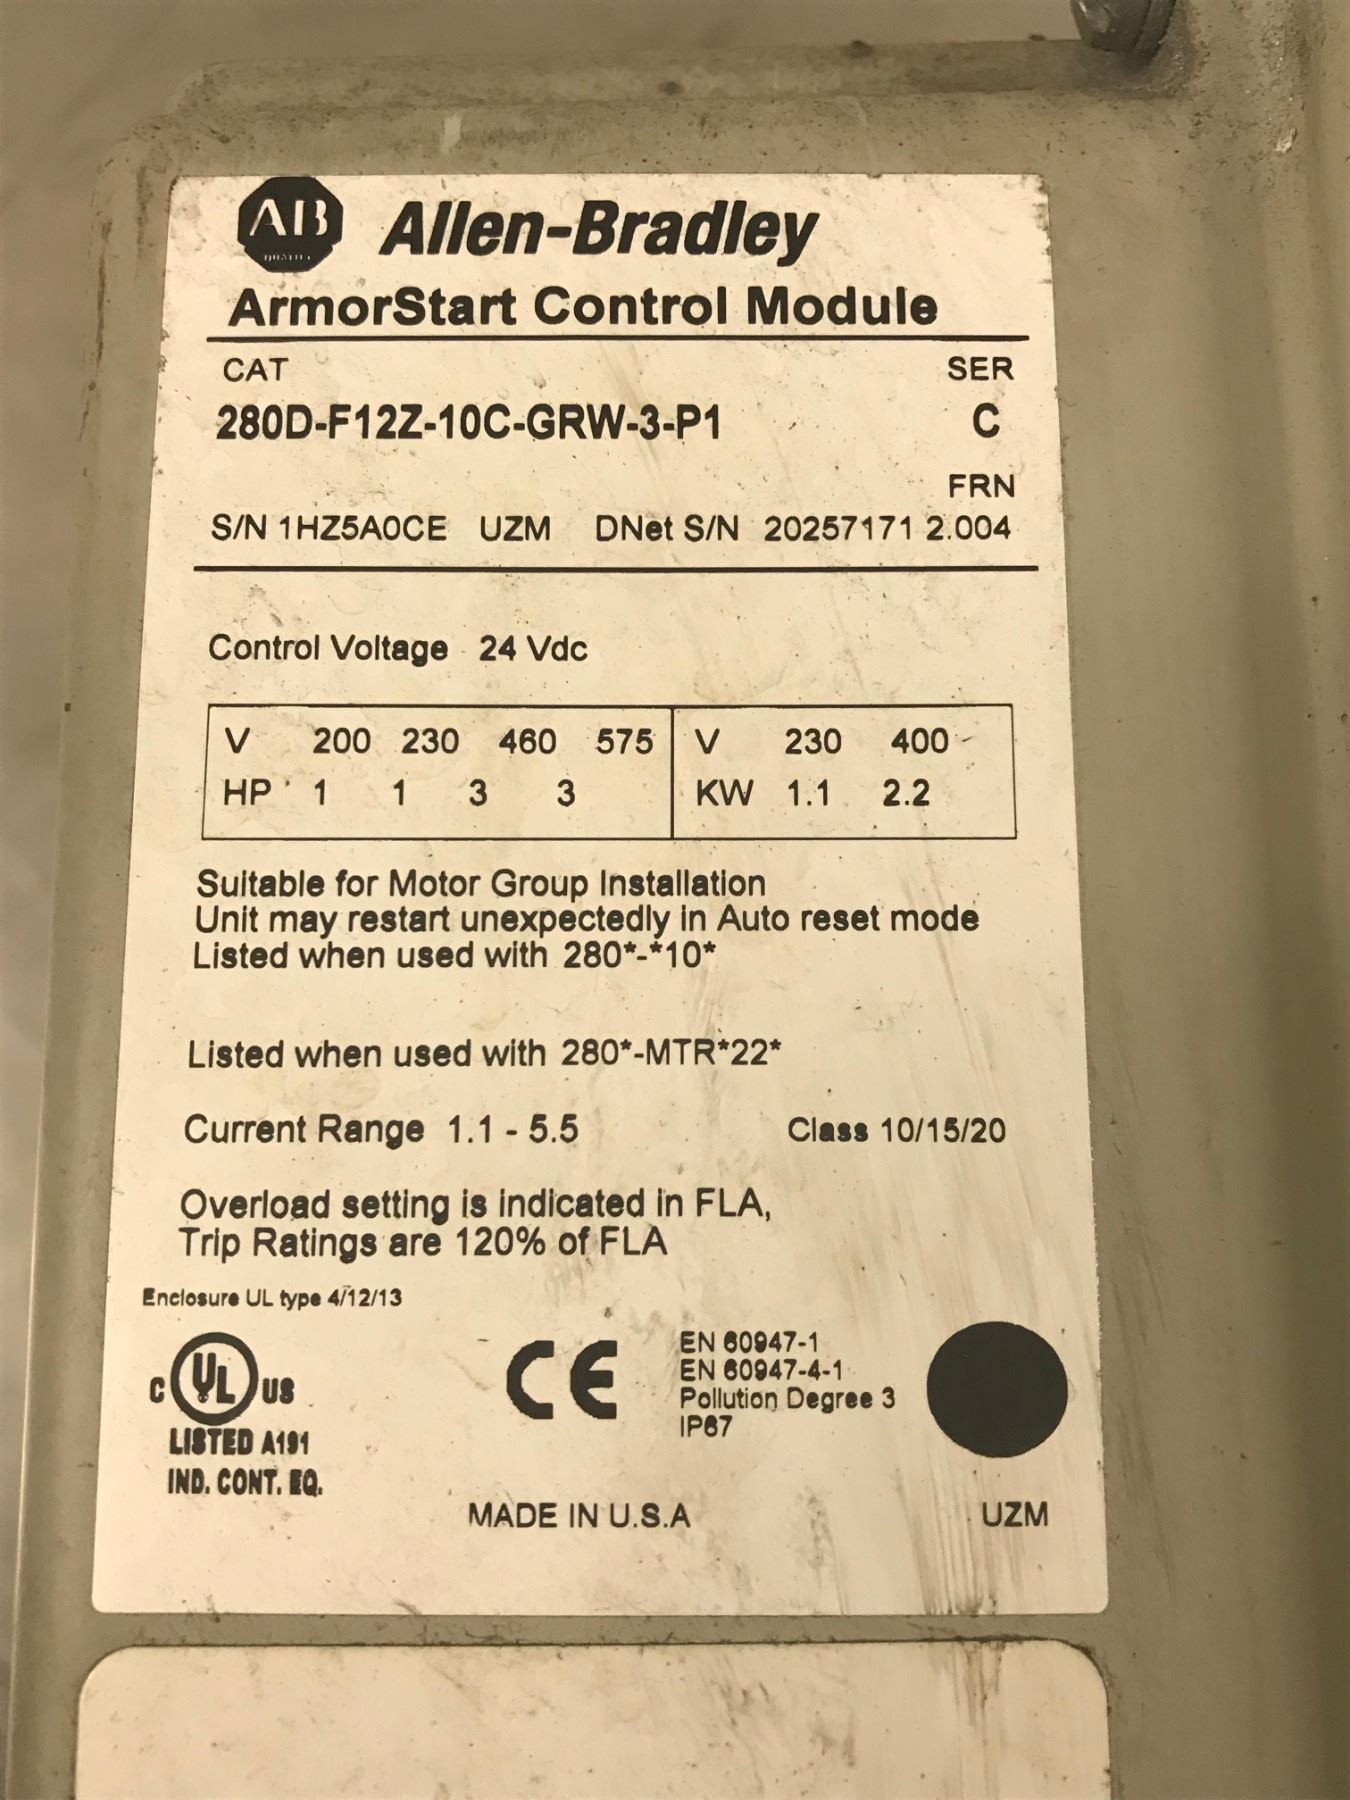 AB Allen-Bradley
QUALITY
ArmorStart Control Module
CAT SER
280D-F12Z-10C-GRW-3-P1 C
FRN
S/N 1HZ5A0CE UZM DNet S/N 20257171 2.004
Control Voltage 24 Vdc
V 200 230 460 575 V 230 400
HP 1 1 3 3 KW 1.1 2.2
Suitable for Motor Group Installation
Unit may restart unexpectedly in Auto reset mode
Listed when used with 280*-*10*
Listed when used with 280*-MTR*22*
Current Range 1.1 - 5.5 Class 10/15/20
Overload setting is indicated in FLA,
Trip Ratings are 120% of FLA
Enclosure UL type 4/12/13
C UL US
LISTED A191
IND. CONT. EQ.
CE
EN 60947-1
EN 60947-4-1
Pollution Degree 3
IP67
MADE IN U.S.A UZM